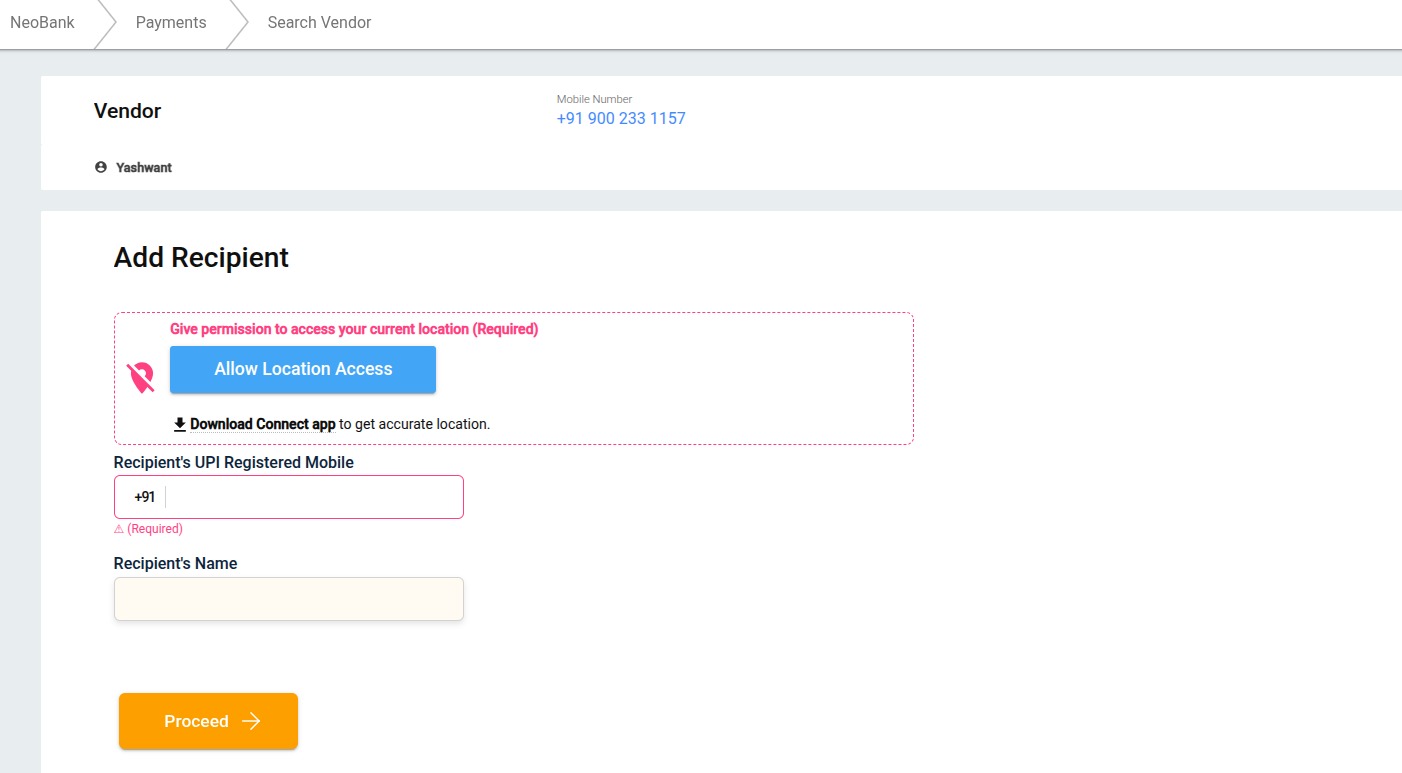 NeoBank Payments Search Vendor
Vendor
Mobile Number
+91 900 233 1157
Yashwant
Add Recipient
Give permission to access your current location (Required)
Allow Location Access
Download Connect app to get accurate location.
Recipient's UPI Registered Mobile
+91
⚠ (Required)
Recipient's Name
Proceed →